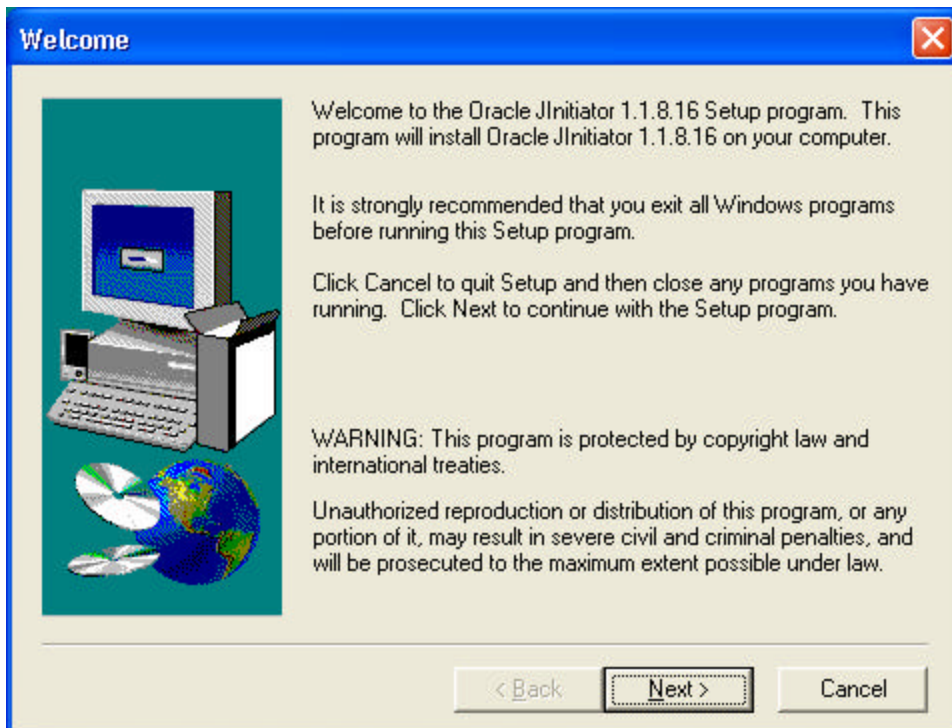 Welcome
Welcome to the Oracle JInitiator 1.1.8.16 Setup program.  This
program will install Oracle JInitiator 1.1.8.16 on your computer.
It is strongly recommended that you exit all Windows programs
before running this Setup program.
Click Cancel to quit Setup and then close any programs you have
running.  Click Next to continue with the Setup program.
WARNING: This program is protected by copyright law and
international treaties.
Unauthorized reproduction or distribution of this program, or any
portion of it, may result in severe civil and criminal penalties, and
will be prosecuted to the maximum extent possible under law.
< Back Next > Cancel